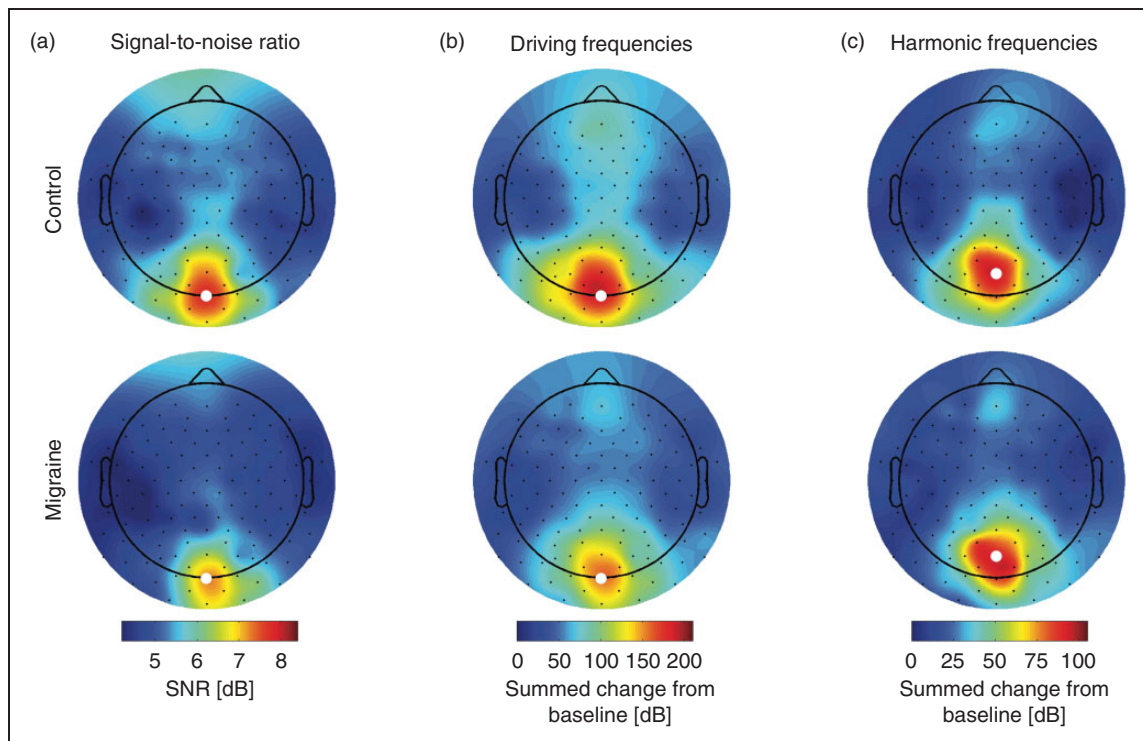 (a) Signal-to-noise ratio
(b) Driving frequencies
(c) Harmonic frequencies
Control
Migraine
5 6 7 8
SNR [dB]
0 50 100 150 200
Summed change from
baseline [dB]
0 25 50 75 100
Summed change from
baseline [dB]